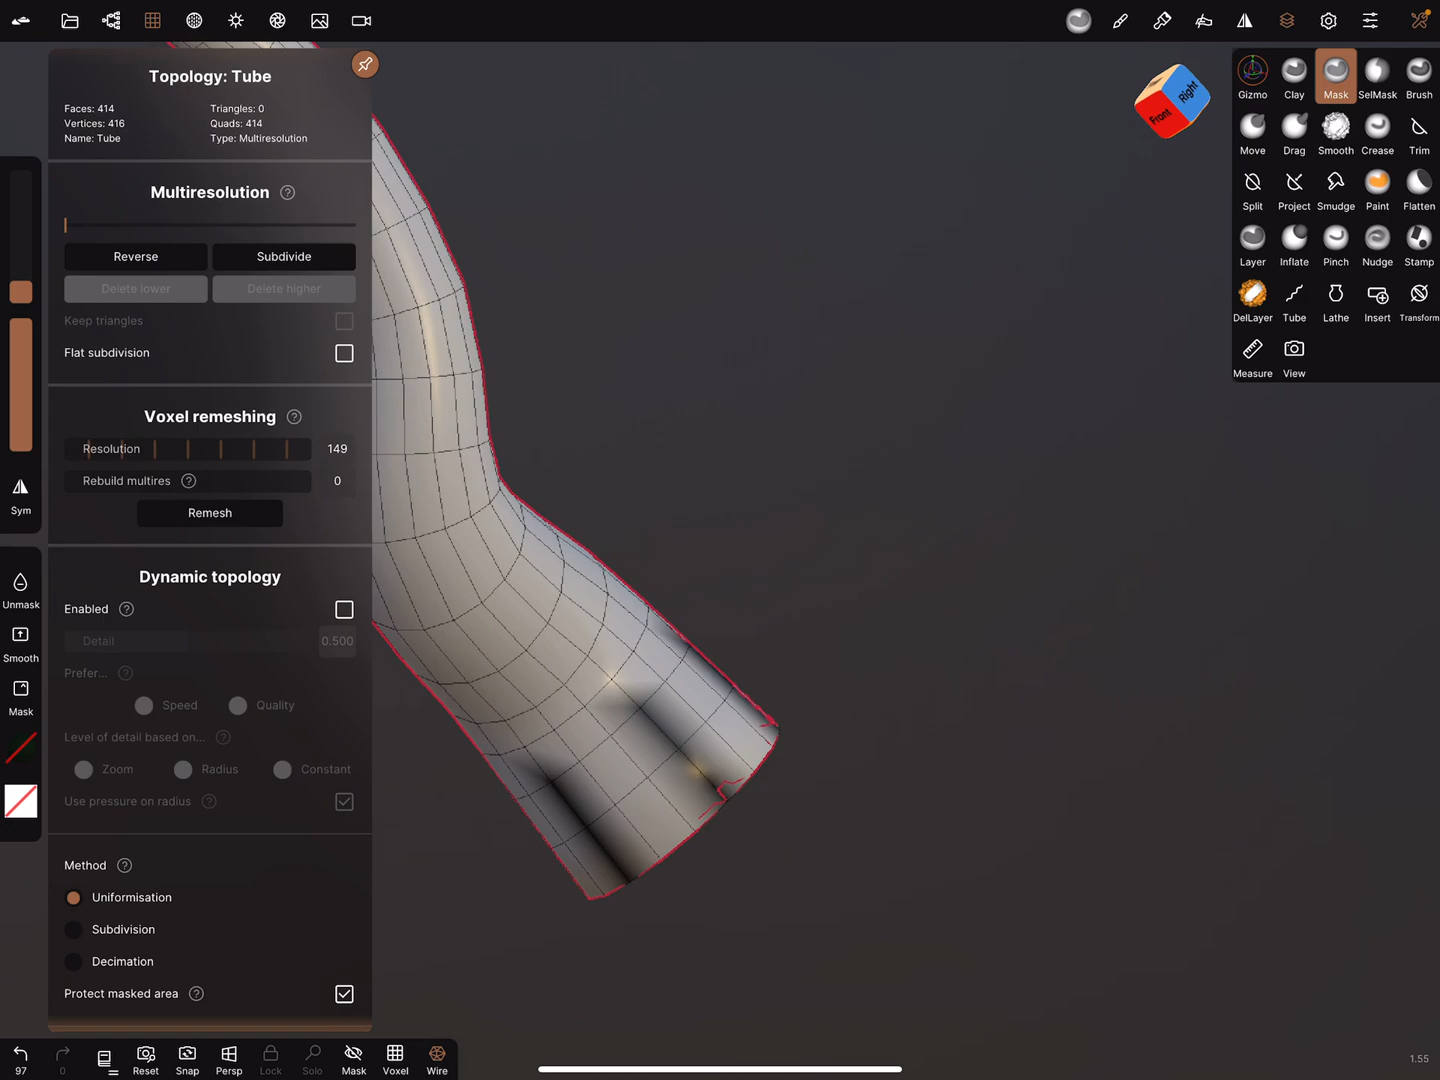 Topology: Tube
Faces: 414 Triangles: 0
Vertices: 416 Quads: 414
Name: Tube Type: Multiresolution
Multiresolution ?
Reverse Subdivide
Delete lower Delete higher
Keep triangles
Flat subdivision
Voxel remeshing ?
Resolution 149
Rebuild multires ? 0
Remesh
Dynamic topology
Enabled ?
Detail 0.500
Prefer... ?
Speed Quality
Level of detail based on... ?
Zoom Radius Constant
Use pressure on radius ?
Method ?
Uniformisation
Subdivision
Decimation
Protect masked area ?
Sym
Unmask
Smooth
Mask
Front Right
Gizmo Clay Mask SelMask Brush
Move Drag Smooth Crease Trim
Split Project Smudge Paint Flatten
Layer Inflate Pinch Nudge Stamp
DelLayer Tube Lathe Insert Transform
Measure View
97 0 Reset Snap Persp Lock Solo Mask Voxel Wire
1.55